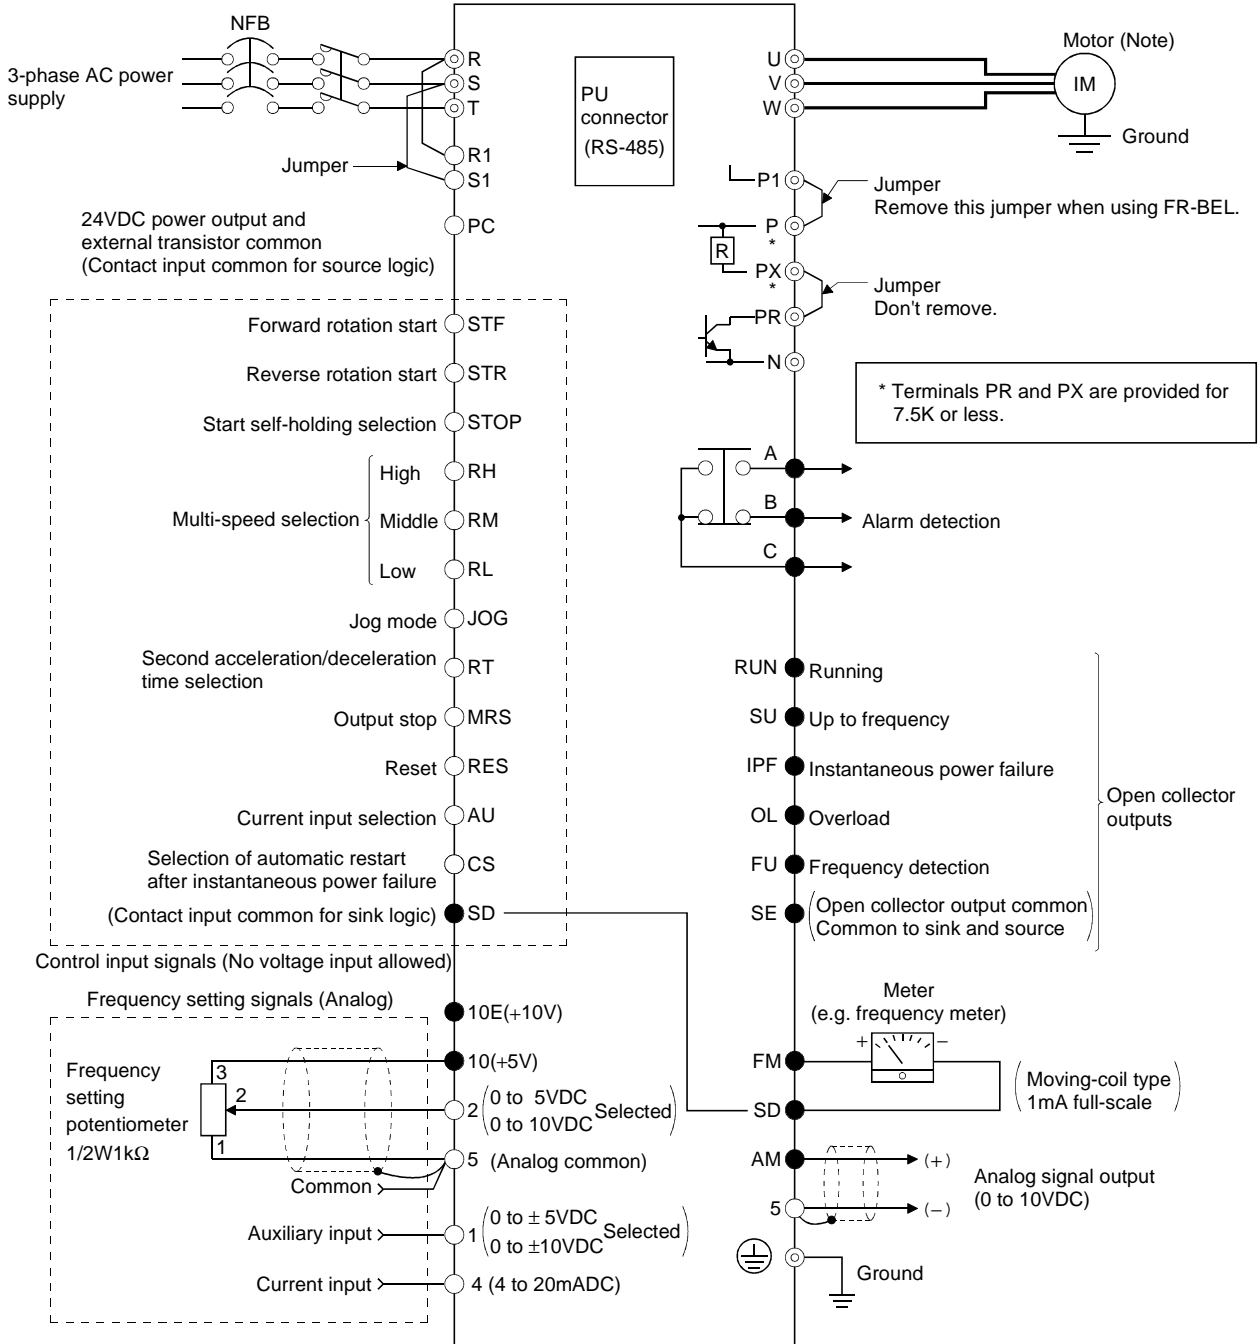 NFB
3-phase AC power
supply
R
S
T
R1
S1
Jumper
PC
24VDC power output and
external transistor common
(Contact input common for source logic)
PU
connector
(RS-485)
U
V
W
Motor (Note)
IM
Ground
P1
Jumper
Remove this jumper when using FR-BEL.
P
*
R
PX
*
Jumper
Don't remove.
PR
N
* Terminals PR and PX are provided for
7.5K or less.
Forward rotation start STF
Reverse rotation start STR
Start self-holding selection STOP
Multi-speed selection
High RH
Middle RM
Low RL
Jog mode JOG
Second acceleration/deceleration
time selection
RT
Output stop MRS
Reset RES
Current input selection AU
Selection of automatic restart
after instantaneous power failure
CS
(Contact input common for sink logic) SD
Control input signals (No voltage input allowed)
A
B
C
Alarm detection
RUN Running
SU Up to frequency
IPF Instantaneous power failure
OL Overload
FU Frequency detection
SE (Open collector output common
Common to sink and source)
Open collector
outputs
Frequency setting signals (Analog)
10E(+10V)
10(+5V)
Frequency
setting
potentiometer
1/2W1kΩ
3
2
1
2 (0 to 5VDC
0 to 10VDC Selected)
5 (Analog common)
Common
Auxiliary input 1 (0 to ± 5VDC
0 to ±10VDC Selected)
Current input 4 (4 to 20mADC)
Meter
(e.g. frequency meter)
+ −
FM
SD
(Moving-coil type
1mA full-scale)
AM (+)
5 (−)
Analog signal output
(0 to 10VDC)
Ground